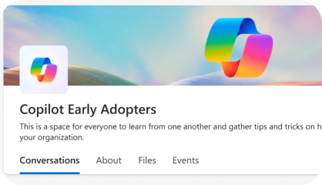 Copilot Early Adopters
This is a space for everyone to learn from one another and gather tips and tricks on
your organization.
Conversations About Files Events